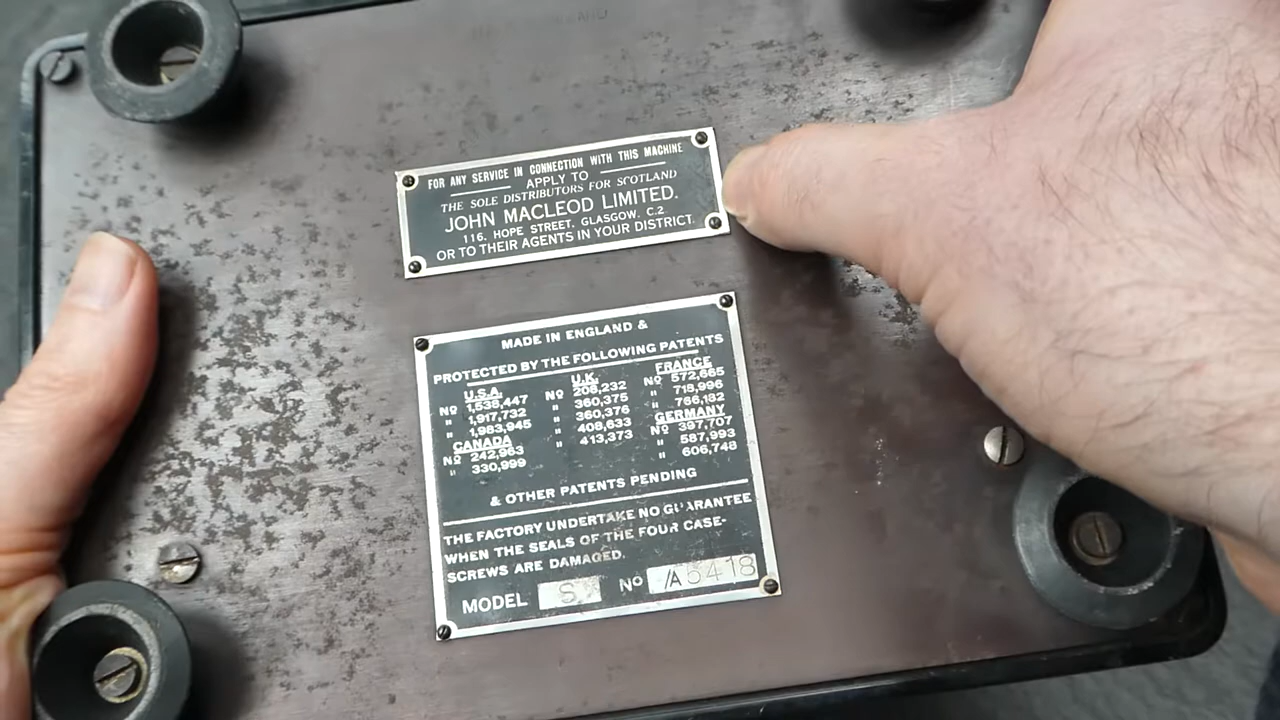 FOR ANY SERVICE IN CONNECTION WITH THIS MACHINE
APPLY TO
THE SOLE DISTRIBUTORS FOR SCOTLAND
JOHN MACLEOD LIMITED.
116, HOPE STREET, GLASGOW. C.2
OR TO THEIR AGENTS IN YOUR DISTRICT.
MADE IN ENGLAND &
PROTECTED BY THE FOLLOWING PATENTS
U.S.A.
No 1,538,447
" 1,917,732
" 1,983,945
CANADA
No 242,963
" 330,999
U.K.
No 208,232
" 360,375
" 360,376
" 408,633
" 413,373
FRANCE
No 572,665
" 718,996
" 766,182
GERMANY
No 397,707
" 587,993
" 606,748
& OTHER PATENTS PENDING
THE FACTORY UNDERTAKE NO GUARANTEE
WHEN THE SEALS OF THE FOUR CASE-
SCREWS ARE DAMAGED.
MODEL S No /A5418